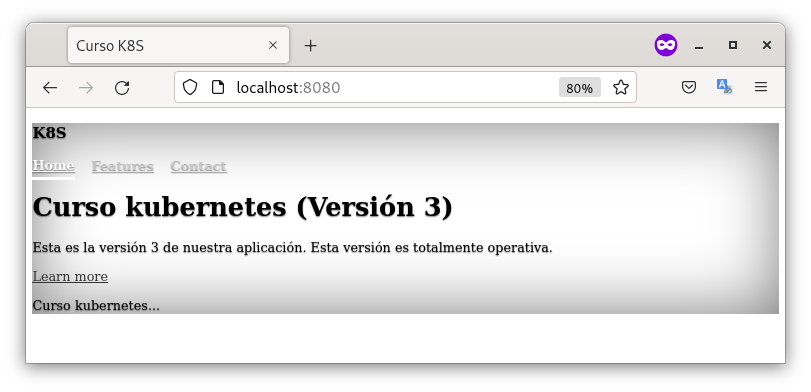 Curso K8S
localhost:8080
80%
K8S
Home Features Contact
Curso kubernetes (Versión 3)
Esta es la versión 3 de nuestra aplicación. Esta versión es totalmente operativa.
Learn more
Curso kubernetes...